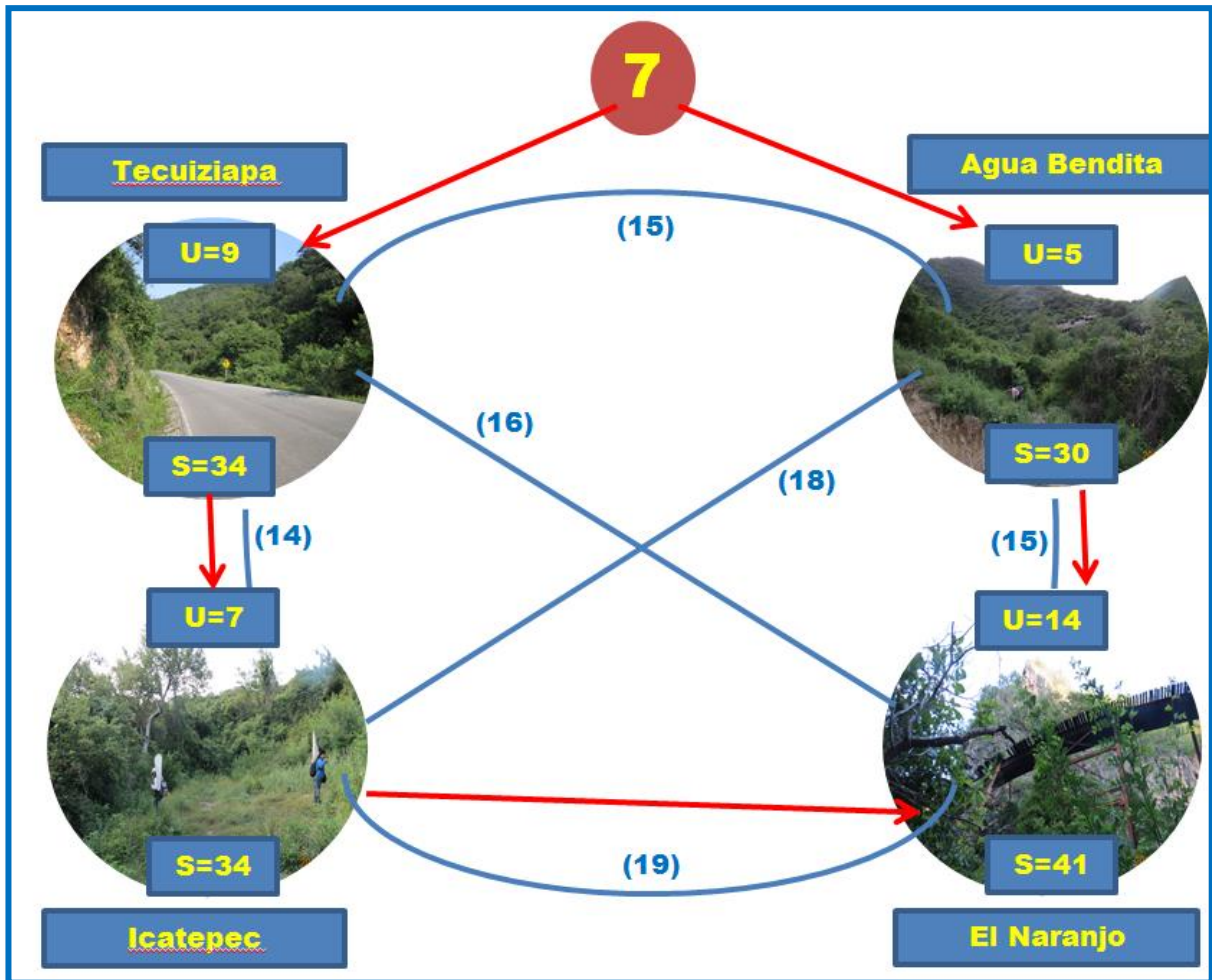 7
Tecuiziapa
Agua Bendita
U=9
(15)
U=5
(16)
(18)
S=34
S=30
(14)
(15)
U=7
U=14
S=34
(19)
S=41
Icatepec
El Naranjo